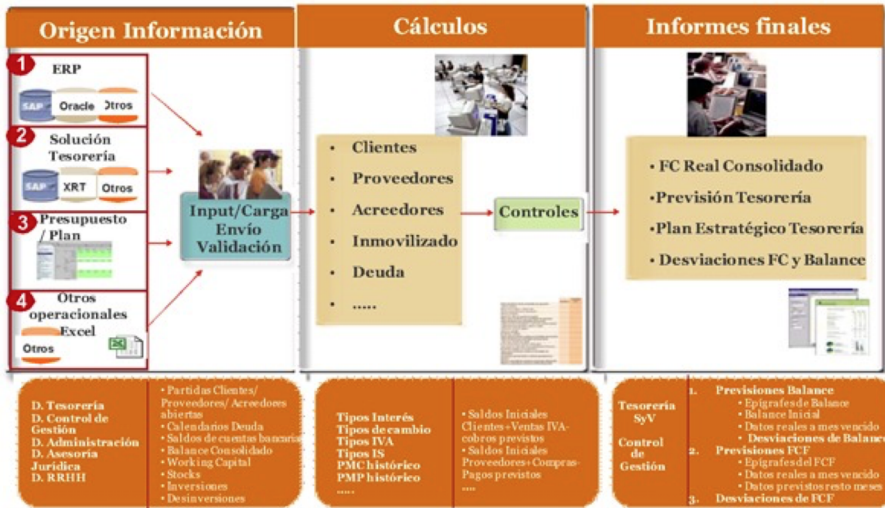 Origen Información
1
ERP
SAP
Oracle
Otros
2
Solución
Tesorería
SAP
XRT
Otros
3
Presupuesto
/ Plan
4
Otros
operacionales
Excel
Otros
Input/Carga
Envío
Validación
Cálculos
• Clientes
• Proveedores
• Acreedores
• Inmovilizado
• Deuda
• .....
Controles
Informes finales
• FC Real Consolidado
• Previsión Tesorería
• Plan Estratégico Tesorería
• Desviaciones FC y Balance
D. Tesorería
D. Control de
Gestión
D. Administración
D. Asesoría
Jurídica
D. RRHH
• Partidas Clientes/
Proveedores/ Acreedores
abiertas
• Calendarios Deuda
• Saldos de cuentas bancarias
• Balance Consolidado
• Working Capital
• Stocks
• Inversiones
• Desinversiones
Tipos Interés
Tipos de cambio
Tipos IVA
Tipos IS
PMC histórico
PMP histórico
.....
• Saldos Iniciales
Clientes+Ventas IVA-
cobros previstos
• Saldos Iniciales
Proveedores+Compras-
Pagos previstos
....
Tesorería
SyV
Control
de
Gestión
1. Previsiones Balance
• Epígrafes de Balance
• Balance Inicial
• Datos reales a mes vencido
• Desviaciones de Balance
2. Previsiones FCF
• Epígrafes del FCF
• Datos reales a mes vencido
• Datos previstos resto meses
3. Desviaciones de FCF